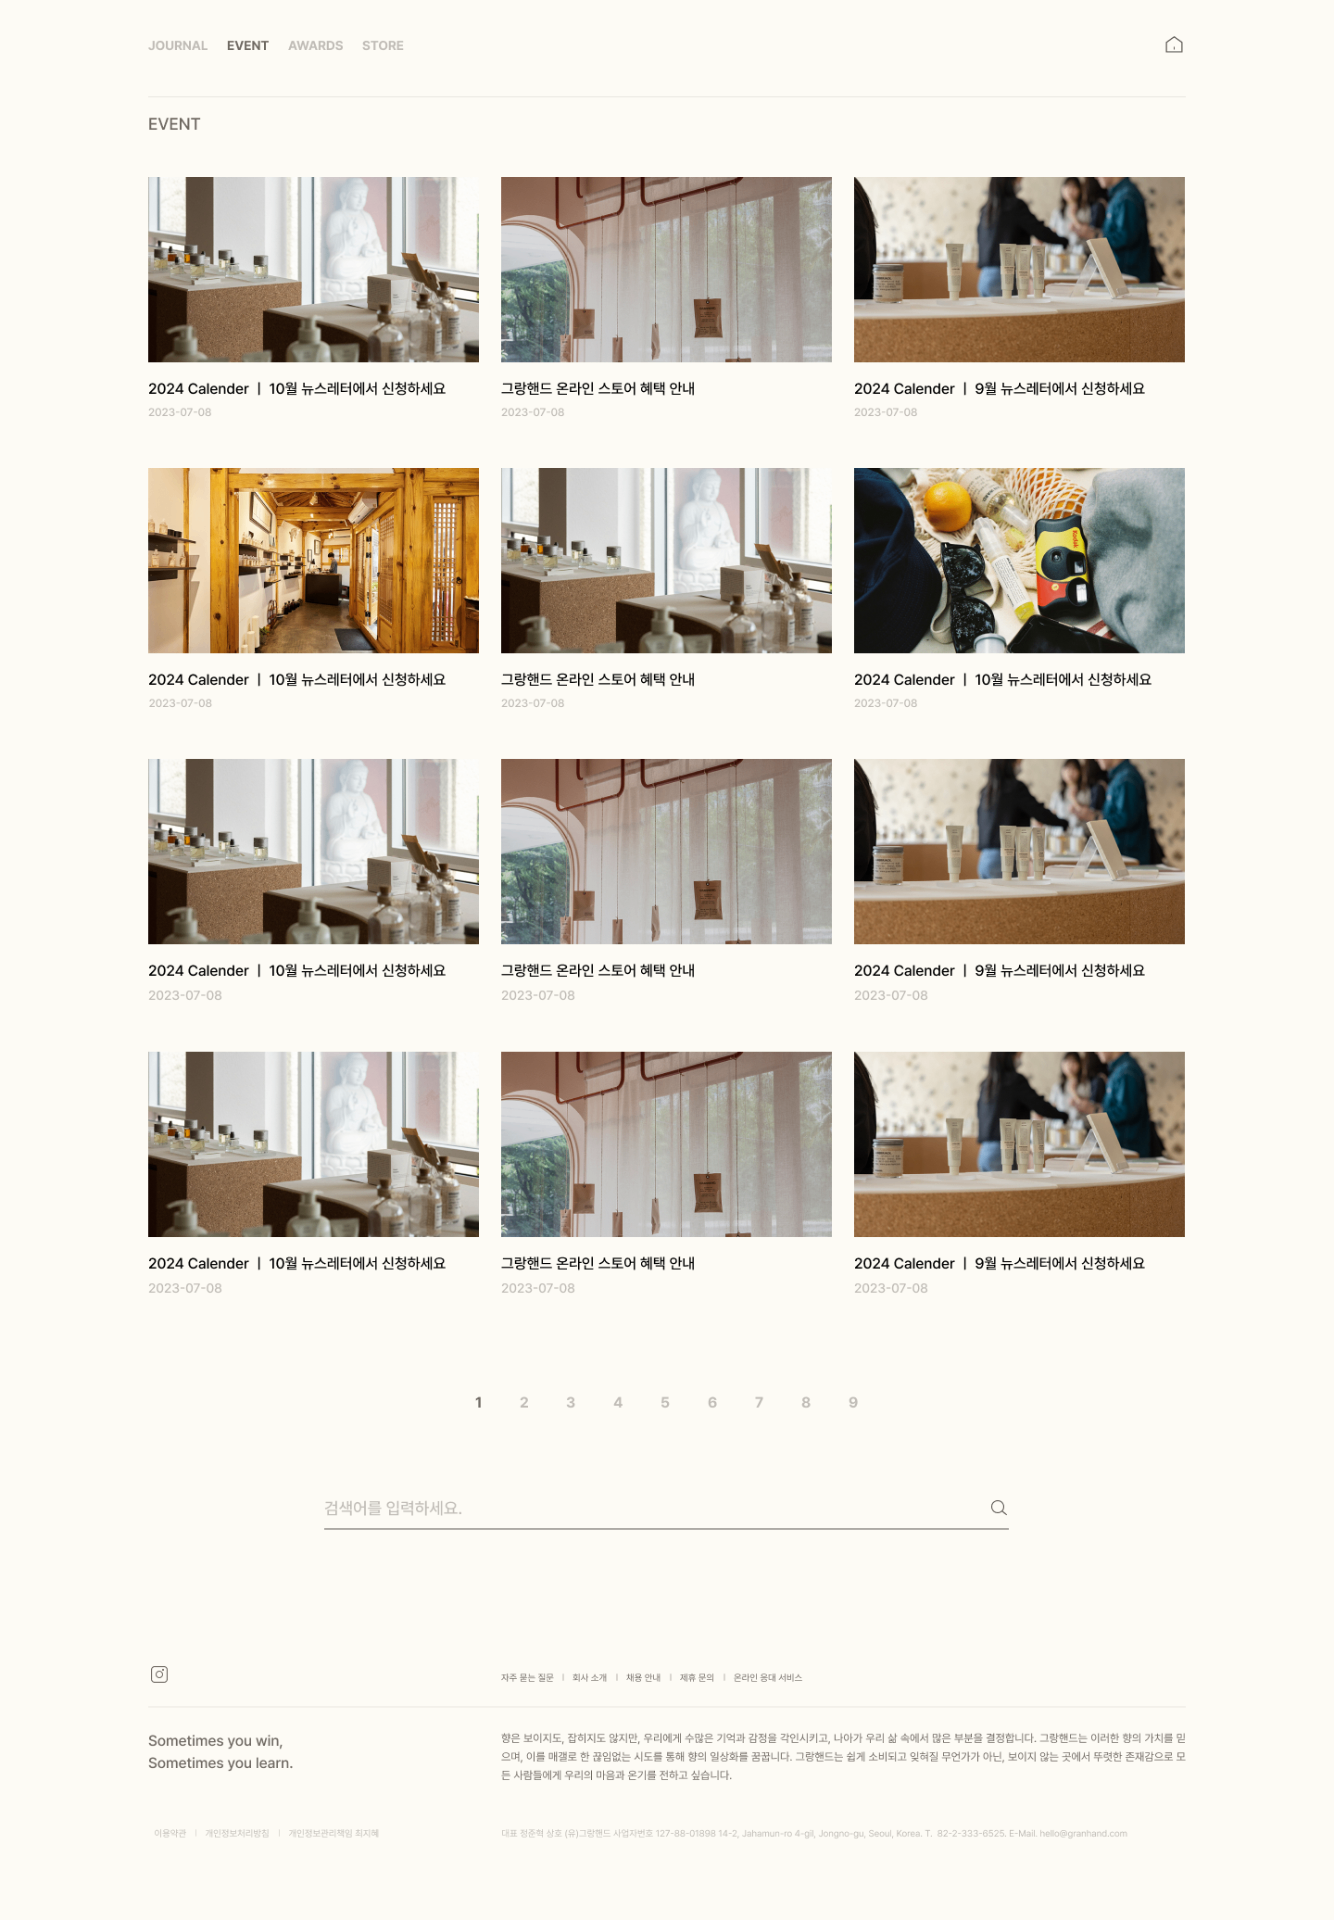 JOURNAL EVENT AWARDS STORE
EVENT
2024 Calender ㅣ 10월 뉴스레터에서 신청하세요
2023-07-08
그랑핸드 온라인 스토어 혜택 안내
2023-07-08
2024 Calender ㅣ 9월 뉴스레터에서 신청하세요
2023-07-08
2024 Calender ㅣ 10월 뉴스레터에서 신청하세요
2023-07-08
그랑핸드 온라인 스토어 혜택 안내
2023-07-08
Kodak
2024 Calender ㅣ 10월 뉴스레터에서 신청하세요
2023-07-08
2024 Calender ㅣ 10월 뉴스레터에서 신청하세요
2023-07-08
그랑핸드 온라인 스토어 혜택 안내
2023-07-08
2024 Calender ㅣ 9월 뉴스레터에서 신청하세요
2023-07-08
2024 Calender ㅣ 10월 뉴스레터에서 신청하세요
2023-07-08
그랑핸드 온라인 스토어 혜택 안내
2023-07-08
2024 Calender ㅣ 9월 뉴스레터에서 신청하세요
2023-07-08
1 2 3 4 5 6 7 8 9
검색어를 입력하세요.
자주 묻는 질문 ㅣ 회사 소개 ㅣ 채용 안내 ㅣ 제휴 문의 ㅣ 온라인 응대 서비스
Sometimes you win,
Sometimes you learn.
향은 보이지도, 잡히지도 않지만, 우리에게 수많은 기억과 감정을 각인시키고, 나아가 우리 삶 속에서 많은 부분을 결정합니다. 그랑핸드는 이러한 향의 가치를 믿
으며, 이를 매갤로 한 끊임없는 시도를 통해 향의 일상화를 꿈꿉니다. 그랑핸드는 쉽게 소비되고 잊혀질 무언가가 아닌, 보이지 않는 곳에서 뚜렷한 존재감으로 모
든 사람들에게 우리의 마음과 온기를 전하고 싶습니다.
이용약관 ㅣ 개인정보처리방침 ㅣ 개인정보관리책임 최지혜
대표 정준혁 상호 (유)그랑핸드 사업자번호 127-88-01898 14-2, Jahamun-ro 4-gil, Jongno-gu, Seoul, Korea. T. 82-2-333-6525. E-Mail. hello@granhand.com